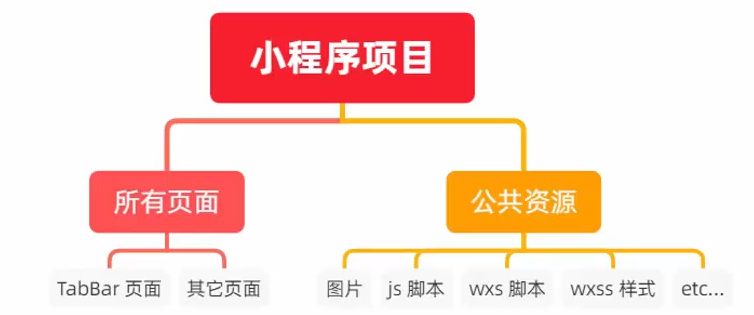 小程序项目
所有页面
公共资源
TabBar 页面
其它页面
图片
js 脚本
wxs 脚本
wxss 样式
etc...